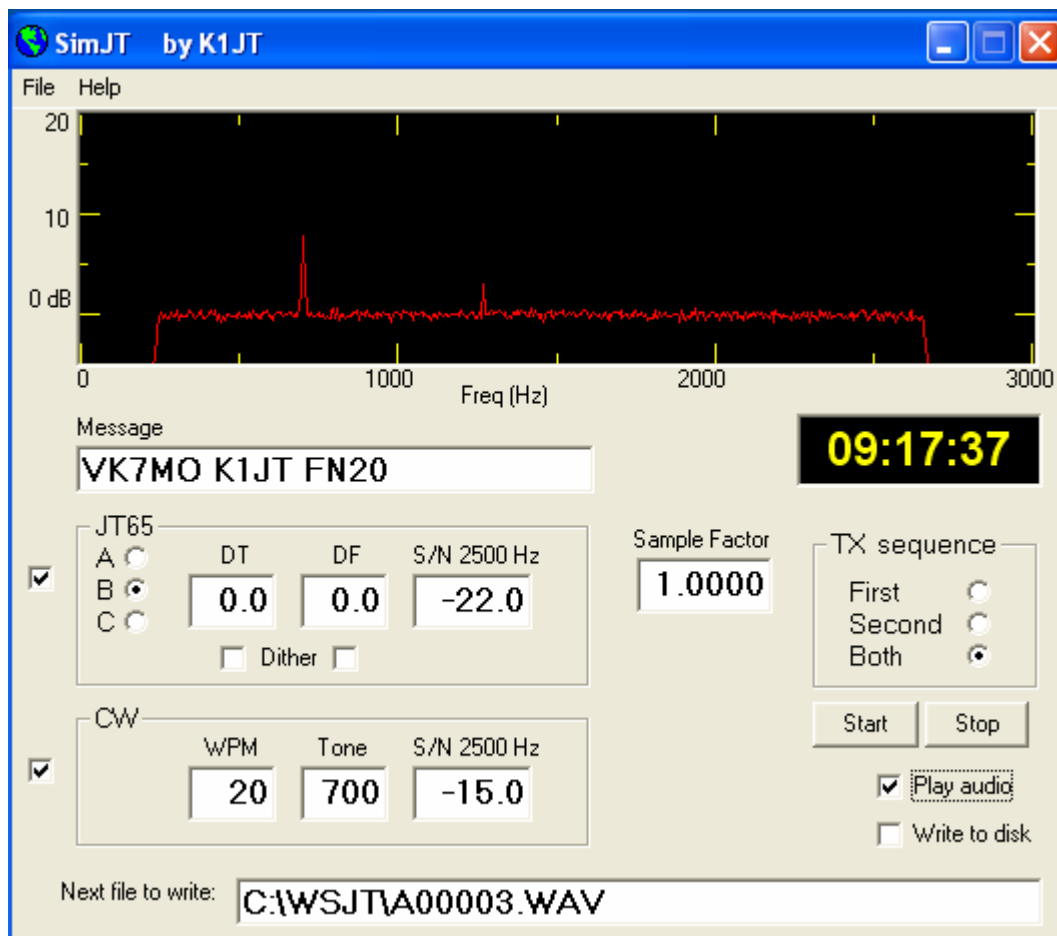 SimJT by K1JT
File Help
20
10
0 dB
0 1000 2000 3000
Freq (Hz)
Message
VK7MO K1JT FN20
09:17:37
JT65
A
B
C
DT DF S/N 2500 Hz
0.0 0.0 -22.0
Dither
Sample Factor
1.0000
TX sequence
First
Second
Both
Start Stop
CW
WPM Tone S/N 2500 Hz
20 700 -15.0
Play audio
Write to disk
Next file to write: C:\WSJT\A00003.WAV